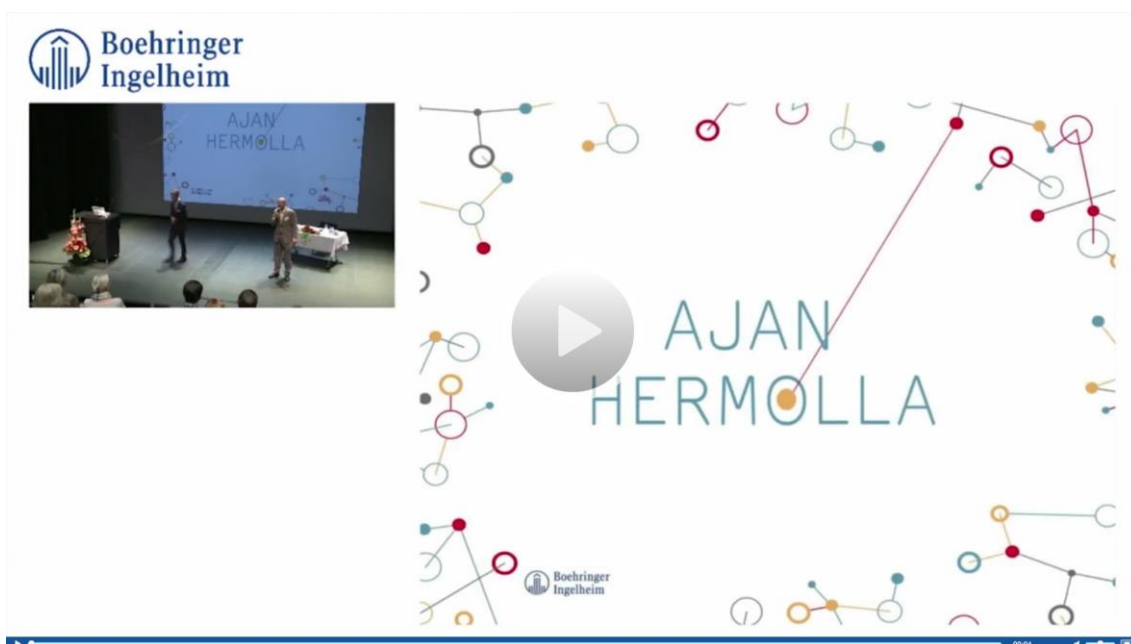 Boehringer
Ingelheim
AJAN
HERMOLLA
AJAN
HERMOLLA
Boehringer
Ingelheim